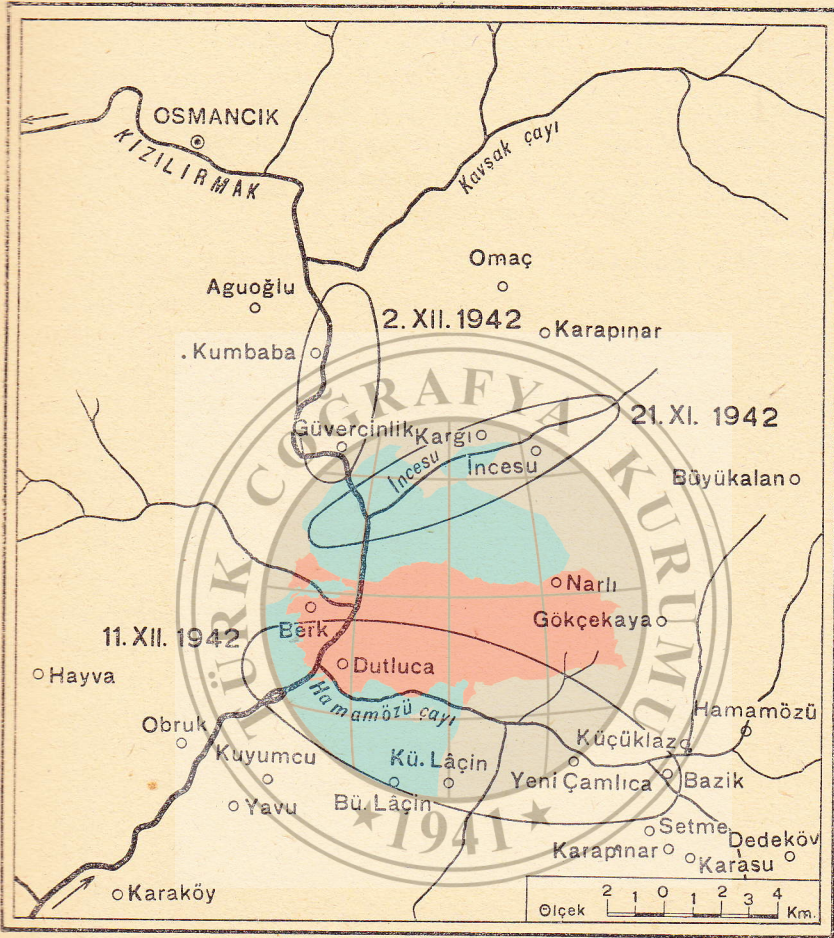 OSMANCIK
KIZILIRMAK
Kavşak çayı
Omaç
Aguoğlu
2. XII. 1942
Karapınar
. Kumbaba
21. XI. 1942
Güvercinlik
Kargı
İncesu
İncesu
Büyükalan
Narlı
Gökçekaya
Berk
11. XII. 1942
Dutluca
Hayva
Hamamözü çayı
Hamamözü
Obruk
Küçüklaz
Kuyumcu
Kü. Lâçin
Yeni Çamlıca
Bazik
Yavu
Bü. Lâçin
Setme
Dedeköv
Karapınar
Karasu
Karaköy
Ölçek
2 1 0 1 2 3 4
Km.
TÜRK COĞRAFYA KURUMU
1941